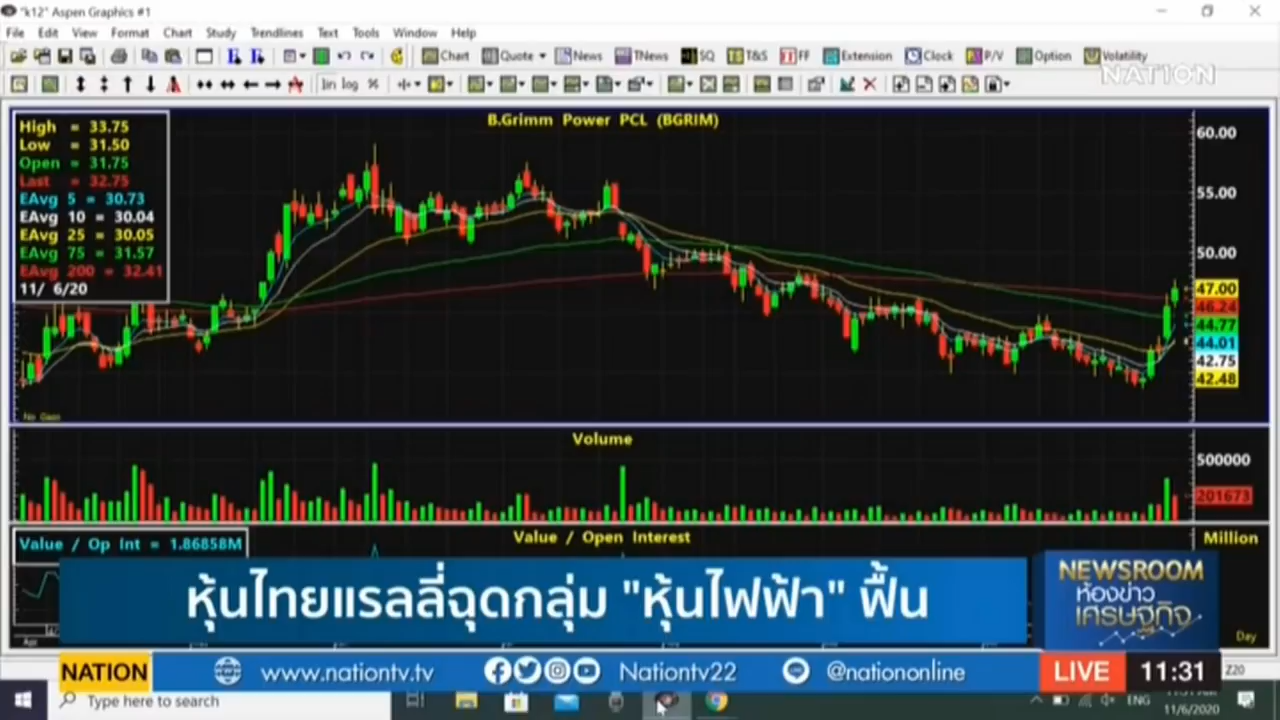 "k12" Aspen Graphics #1
File Edit View Format Chart Study Trendlines Text Tools Window Help
Chart Quote News TNews SQ T&S FF Extension Clock P/V Option Volatility
NATION
lin log %
B.Grimm Power PCL (BGRIM)
High = 33.75
Low = 31.50
Open = 31.75
Last = 32.75
EAvg 5 = 30.73
EAvg 10 = 30.04
EAvg 25 = 30.05
EAvg 75 = 31.57
EAvg 200 = 32.41
11/ 6/20
60.00
55.00
50.00
47.00
46.24
44.77
44.01
42.75
42.48
No Gaps
Volume
500000
201673
Value / Open Interest
Million
Value / Op Int = 1.86858M
หุ้นไทยแรลลี่ฉุดกลุ่ม "หุ้นไฟฟ้า" ฟื้น
NEWSROOM
ห้องข่าว
เศรษฐกิจ
Day
NATION www.nationtv.tv Nationtv22 @nationonline LIVE 11:31
Z20
Type here to search
ENG
11/6/2020